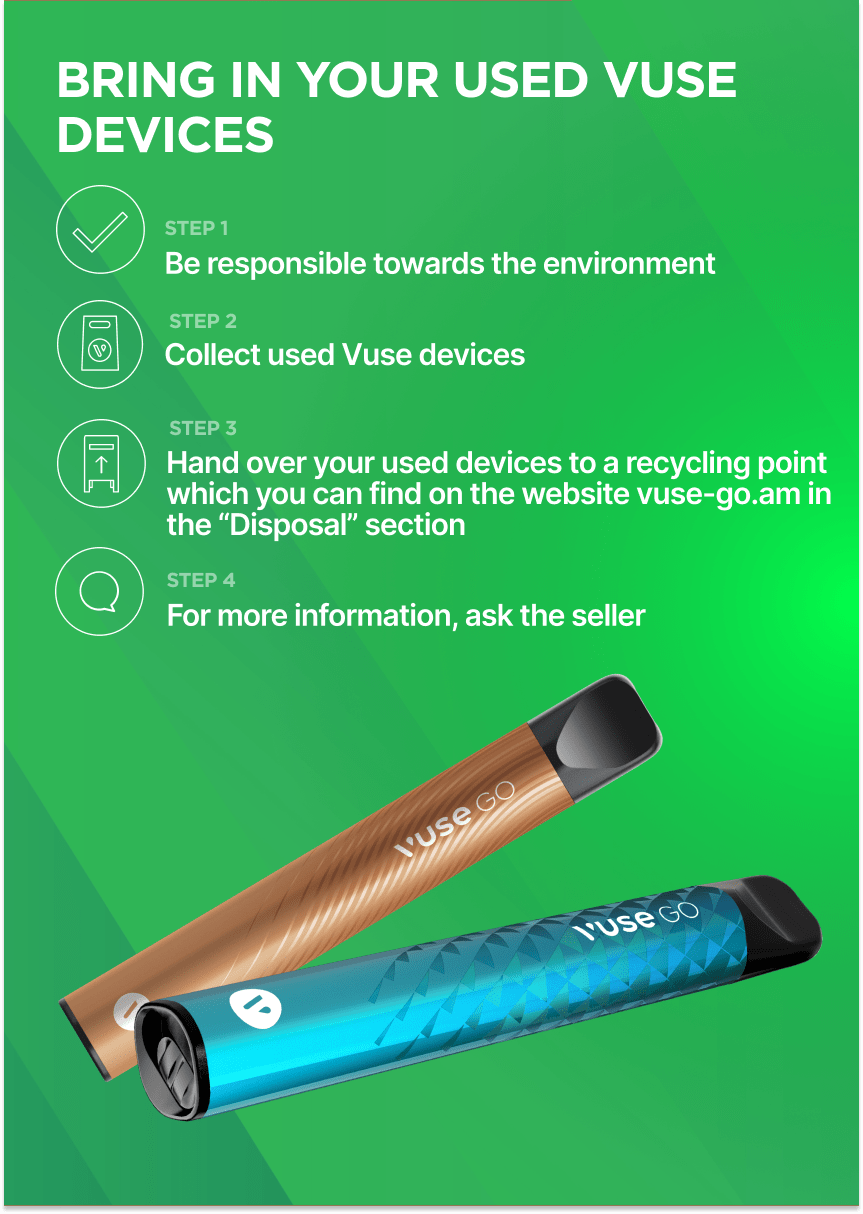 BRING IN YOUR USED VUSE
DEVICES
STEP 1
Be responsible towards the environment
STEP 2
Collect used Vuse devices
STEP 3
Hand over your used devices to a recycling point
which you can find on the website vuse-go.am in
the “Disposal” section
STEP 4
For more information, ask the seller
vuse GO
vuse GO